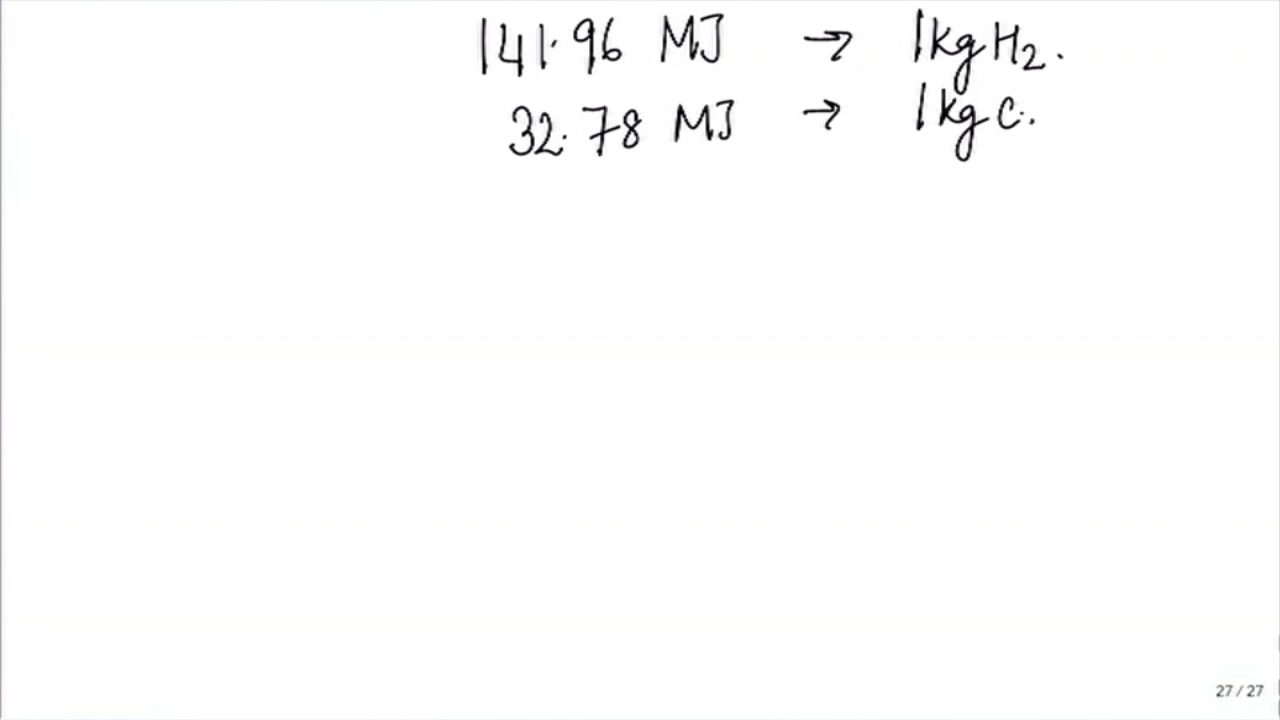 141.96 MJ → 1kg H2.
32.78 MJ → 1kg C.
27 / 27